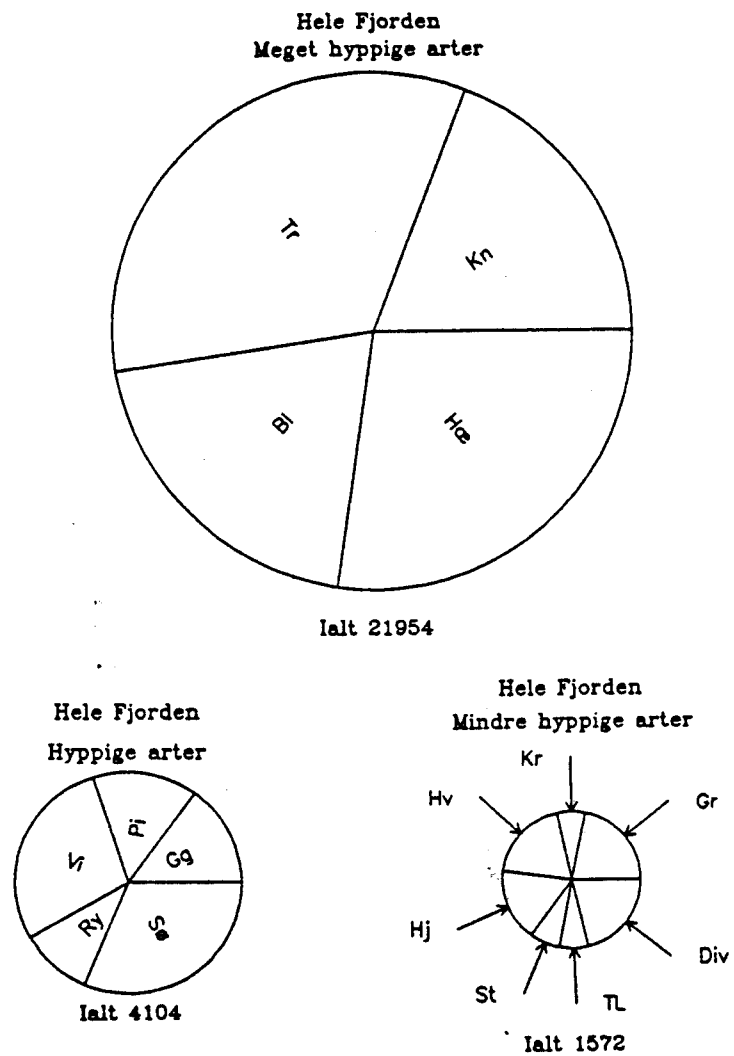 Hele Fjorden
Meget hyppige arter
Tr
Kn
Bl
Hæ
Ialt 21954
Hele Fjorden
Hyppige arter
Pi
Vi
Gg
Ry
Sø
Ialt 4104
Hele Fjorden
Mindre hyppige arter
Kr
Hv
Gr
Hj
Div
St
TL
Ialt 1572